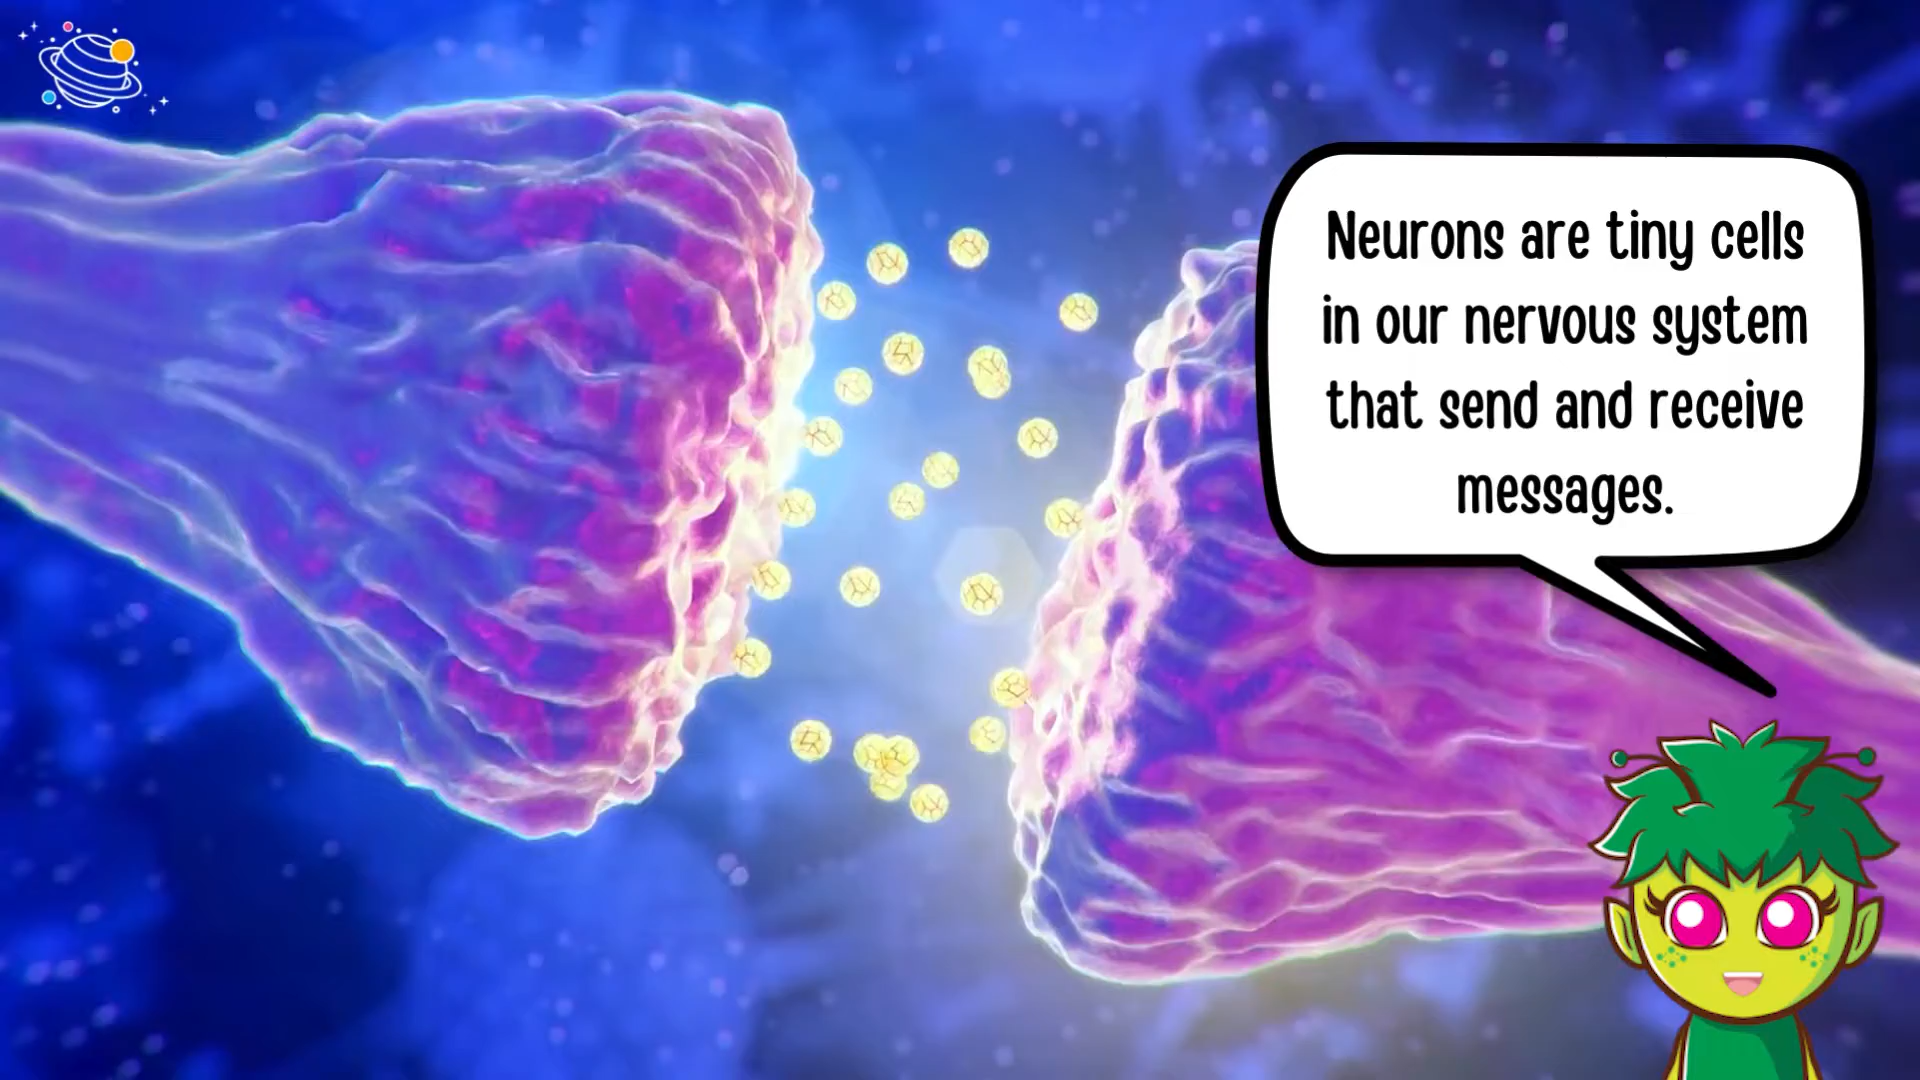 Neurons are tiny cells
in our nervous system
that send and receive
messages.